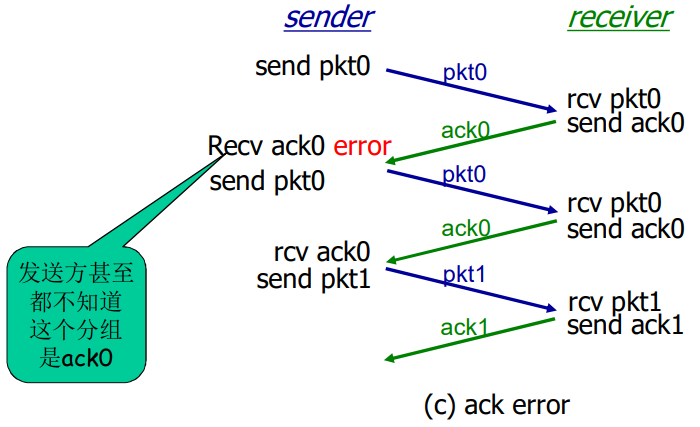 sender
receiver
send pkt0
pkt0
rcv pkt0
send ack0
ack0
Recv ack0 error
send pkt0
pkt0
rcv pkt0
send ack0
ack0
rcv ack0
send pkt1
pkt1
rcv pkt1
send ack1
ack1
发送方甚至
都不知道
这个分组
是ack0
(c) ack error